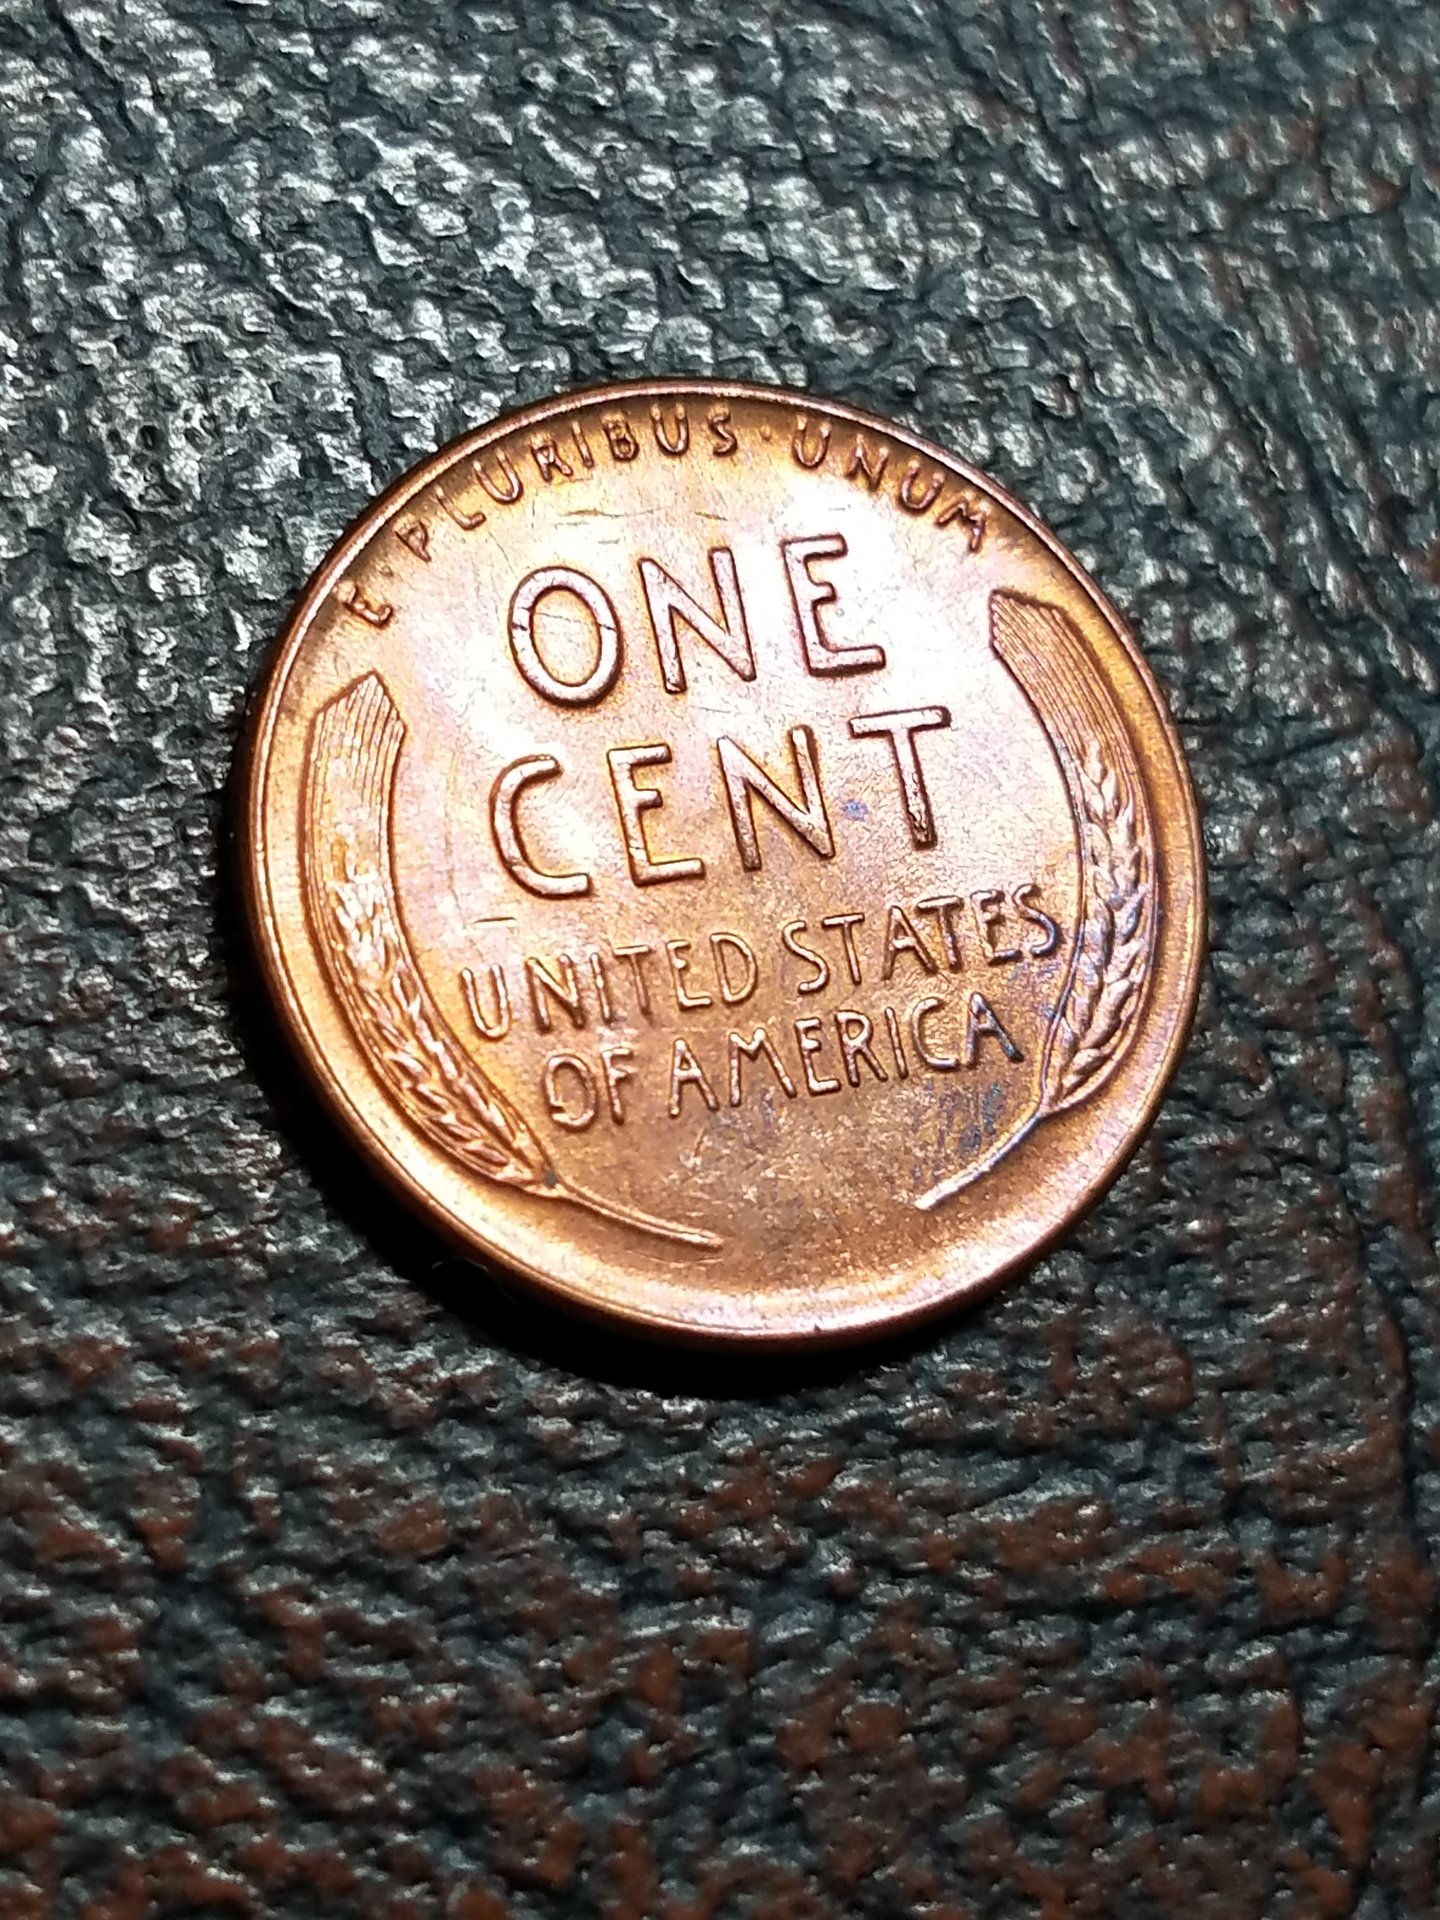 E·PLURIBUS·UNUM
ONE
CENT
UNITED STATES
OF AMERICA